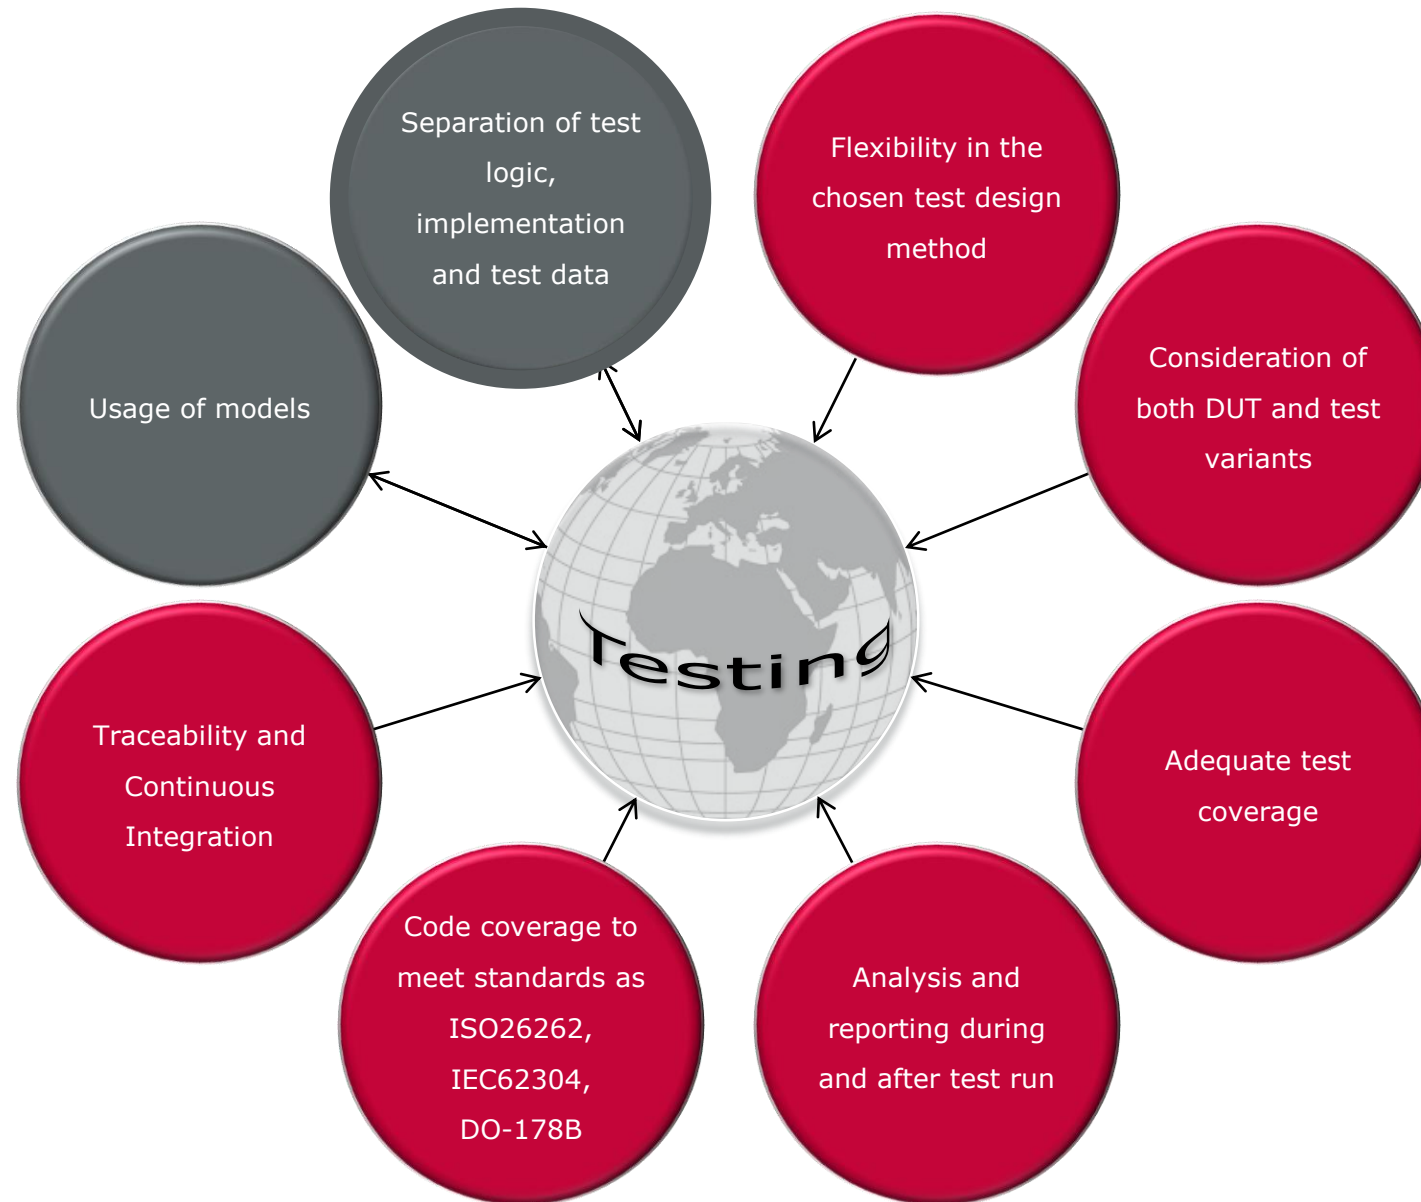 Separation of test
logic,
implementation
and test data
Flexibility in the
chosen test design
method
Usage of models
Consideration of
both DUT and test
variants
Testing
Traceability and
Continuous
Integration
Adequate test
coverage
Code coverage to
meet standards as
ISO26262,
IEC62304,
DO-178B
Analysis and
reporting during
and after test run